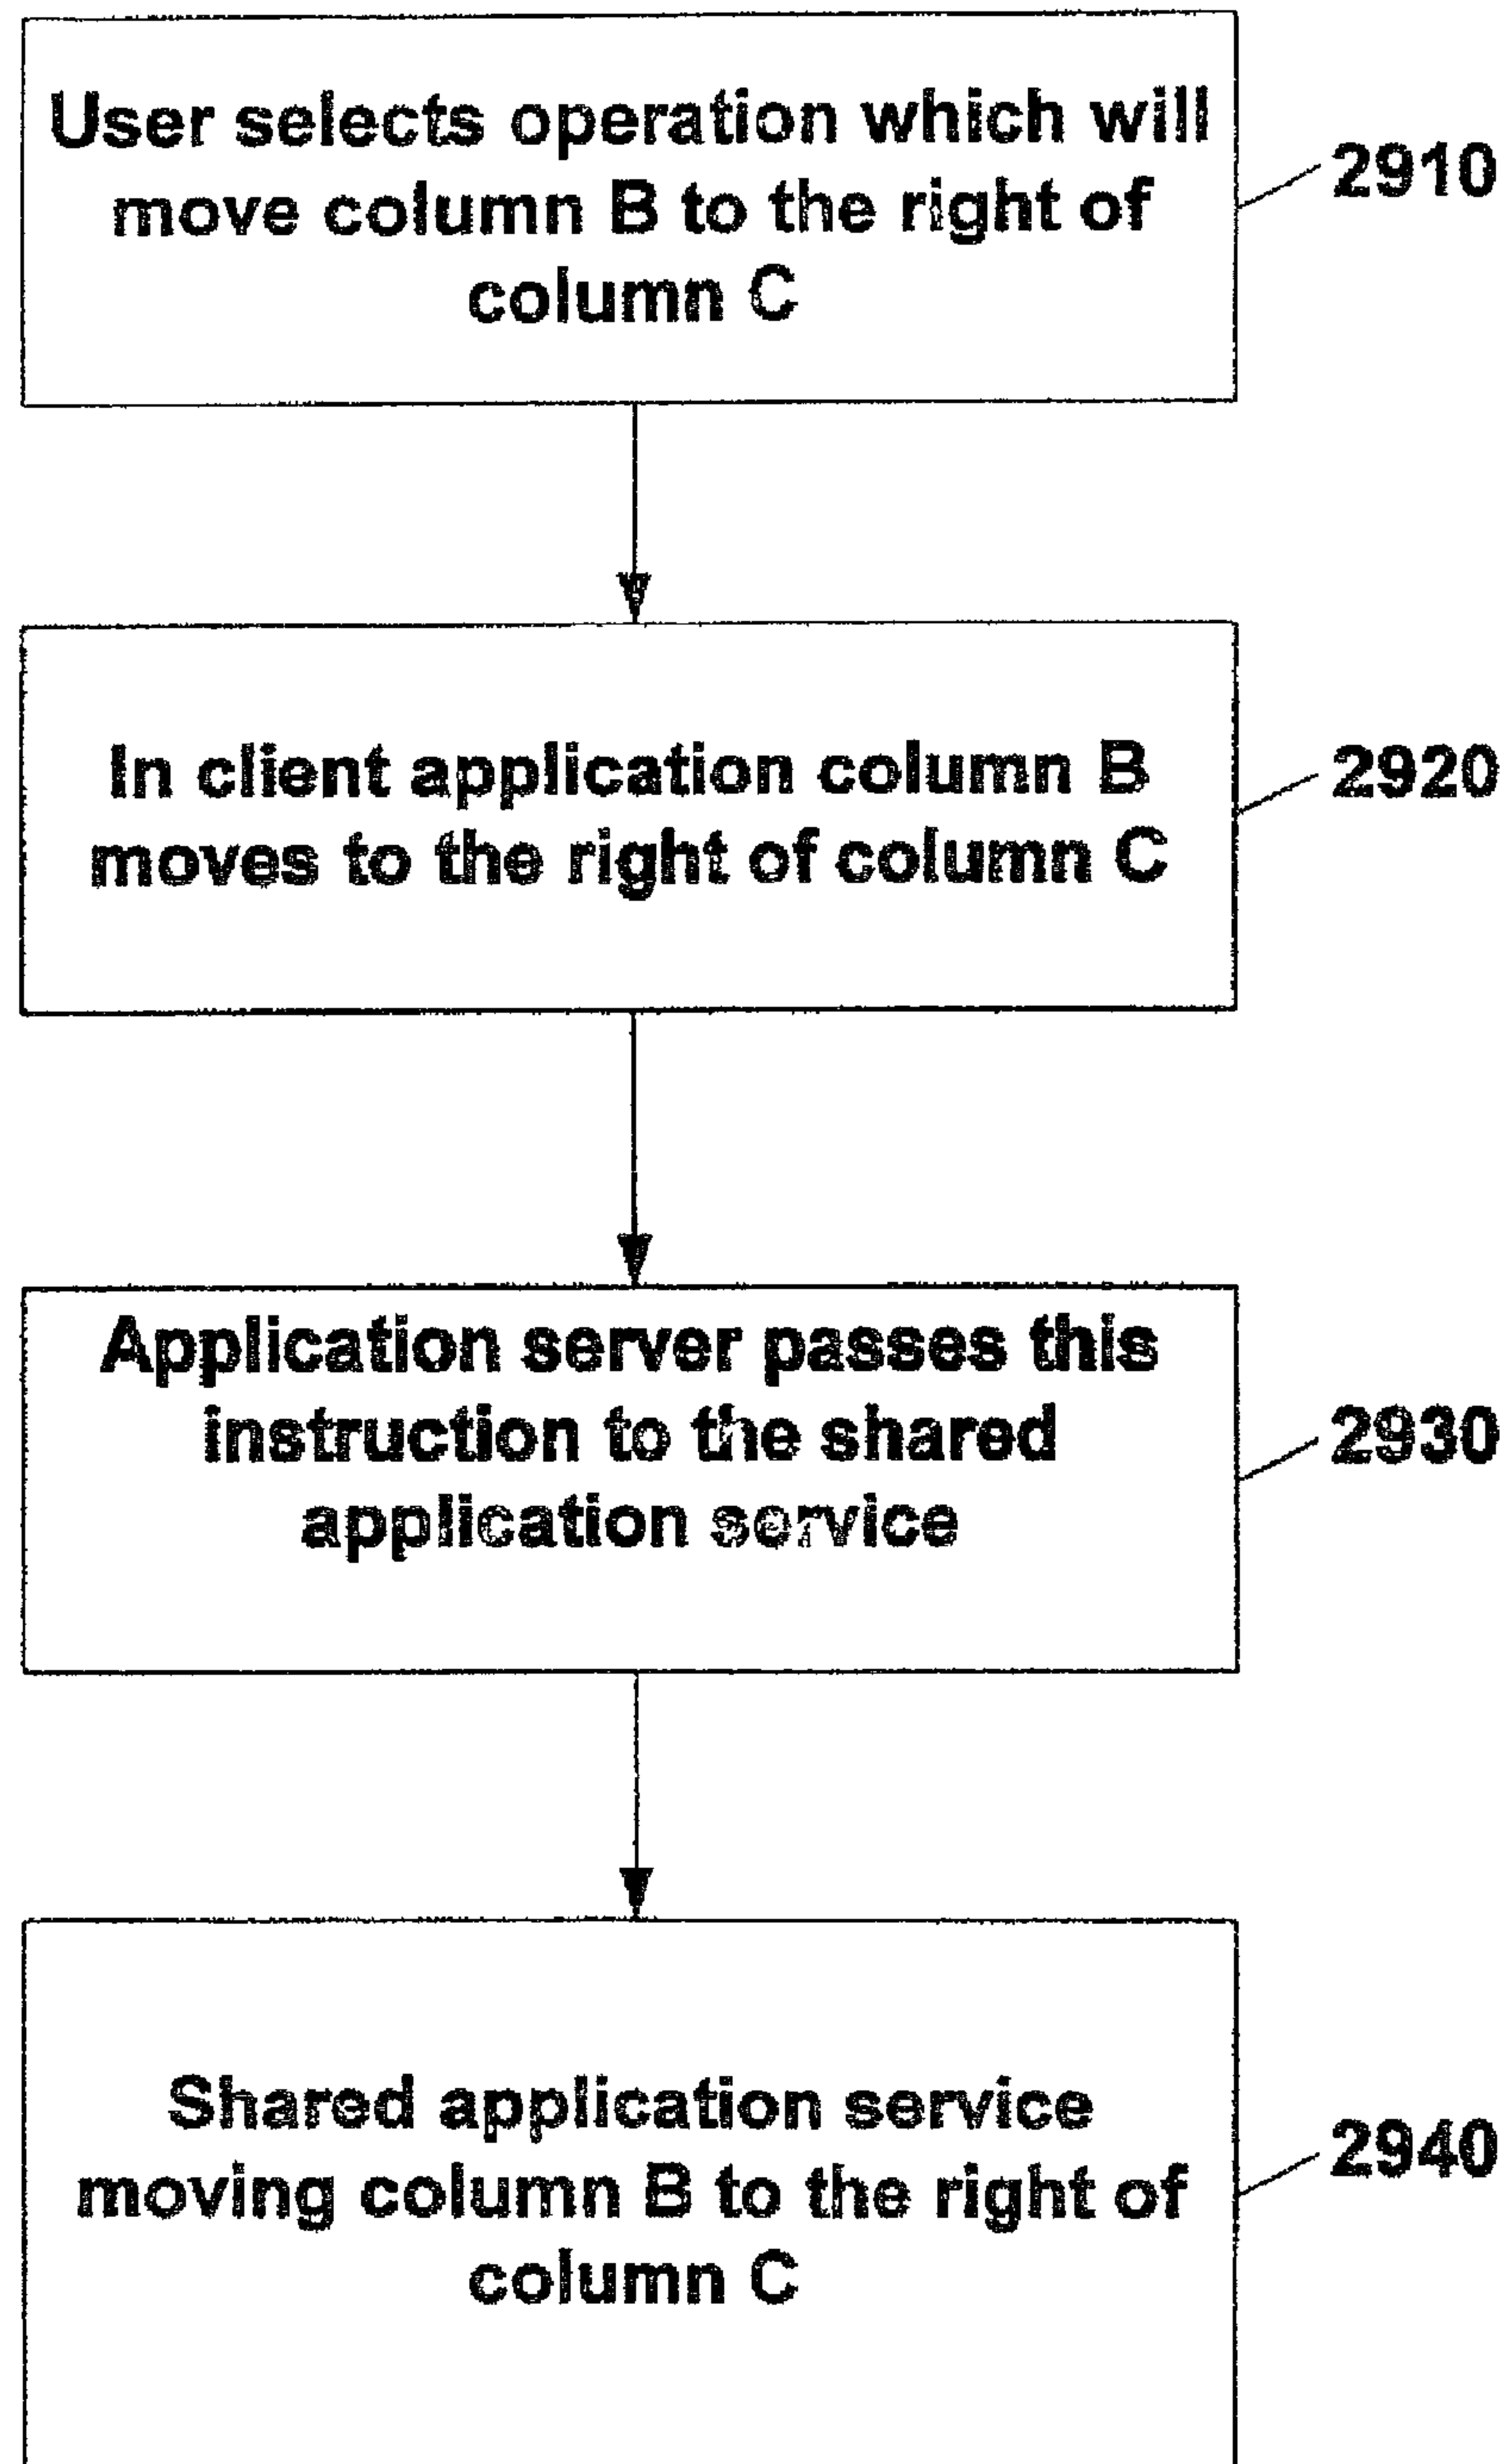 User selects operation which will
move column B to the right of
column C
2910
In client application column B
moves to the right of column C
2920
Application server passes this
instruction to the shared
application service
2930
Shared application service
moving column B to the right of
column C
2940